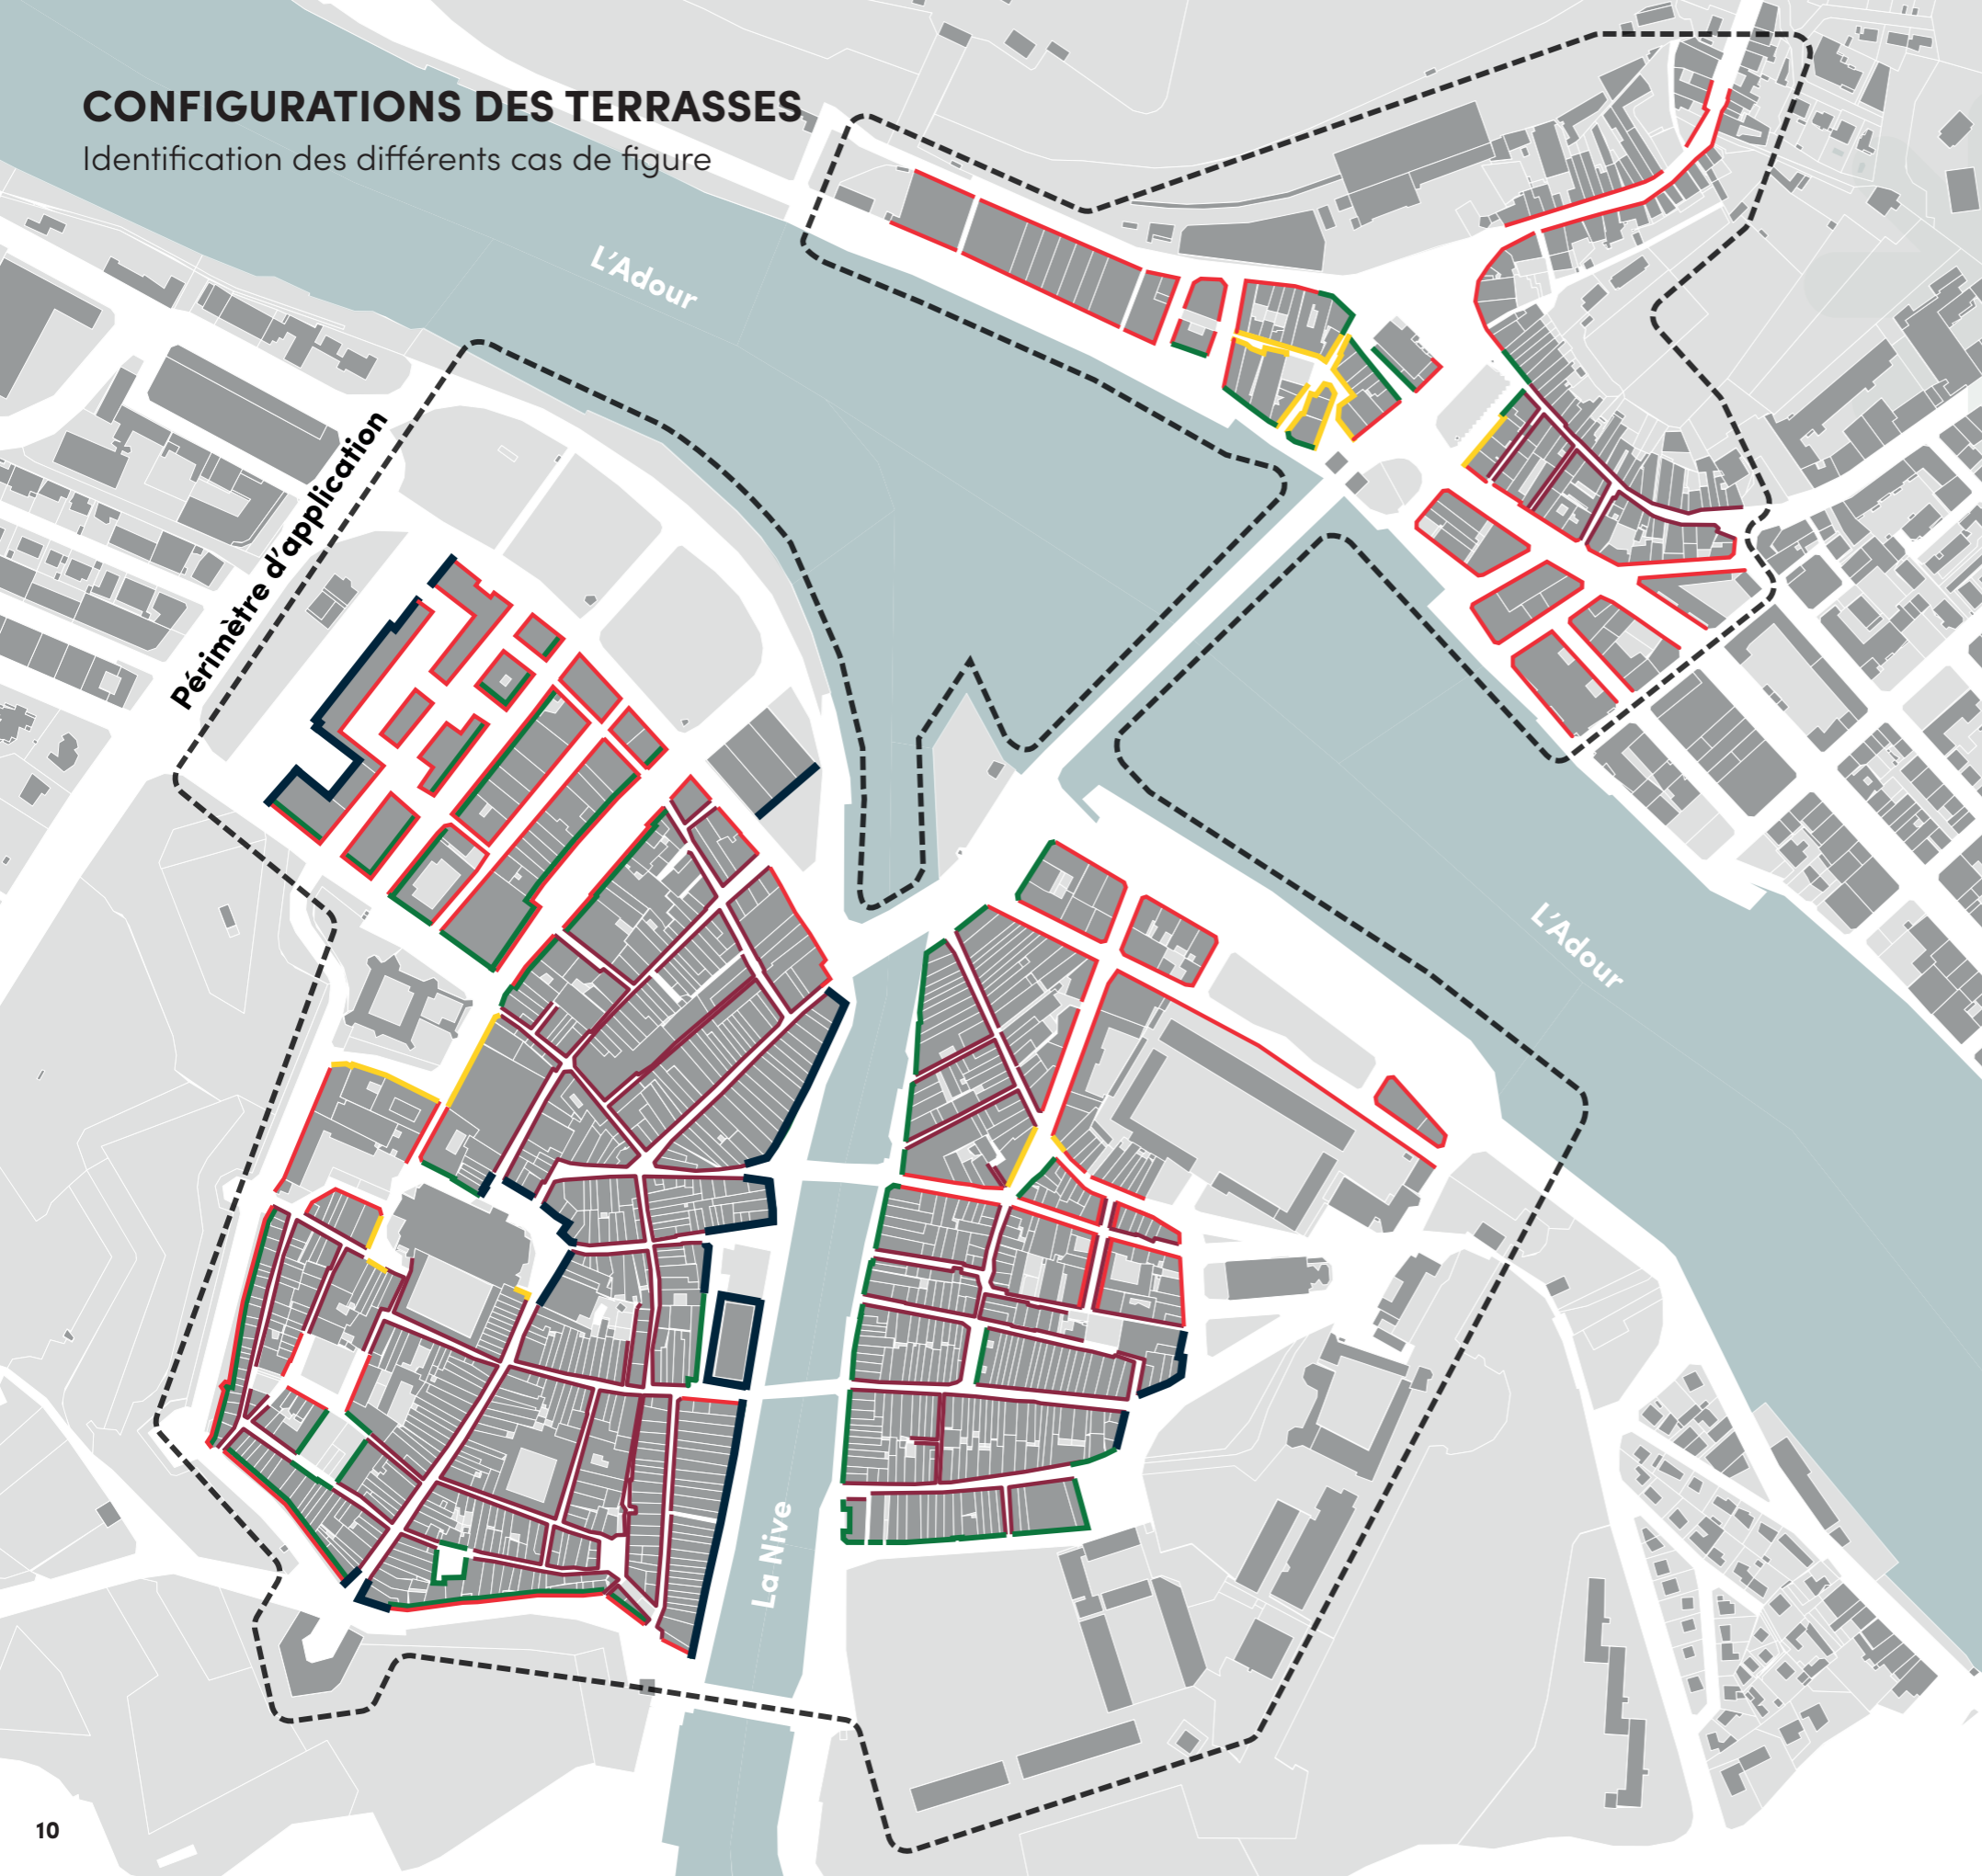 CONFIGURATIONS DES TERRASSES
Identification des différents cas de figure
L'Adour
Périmètre d'application
L'Adour
La Nive
10